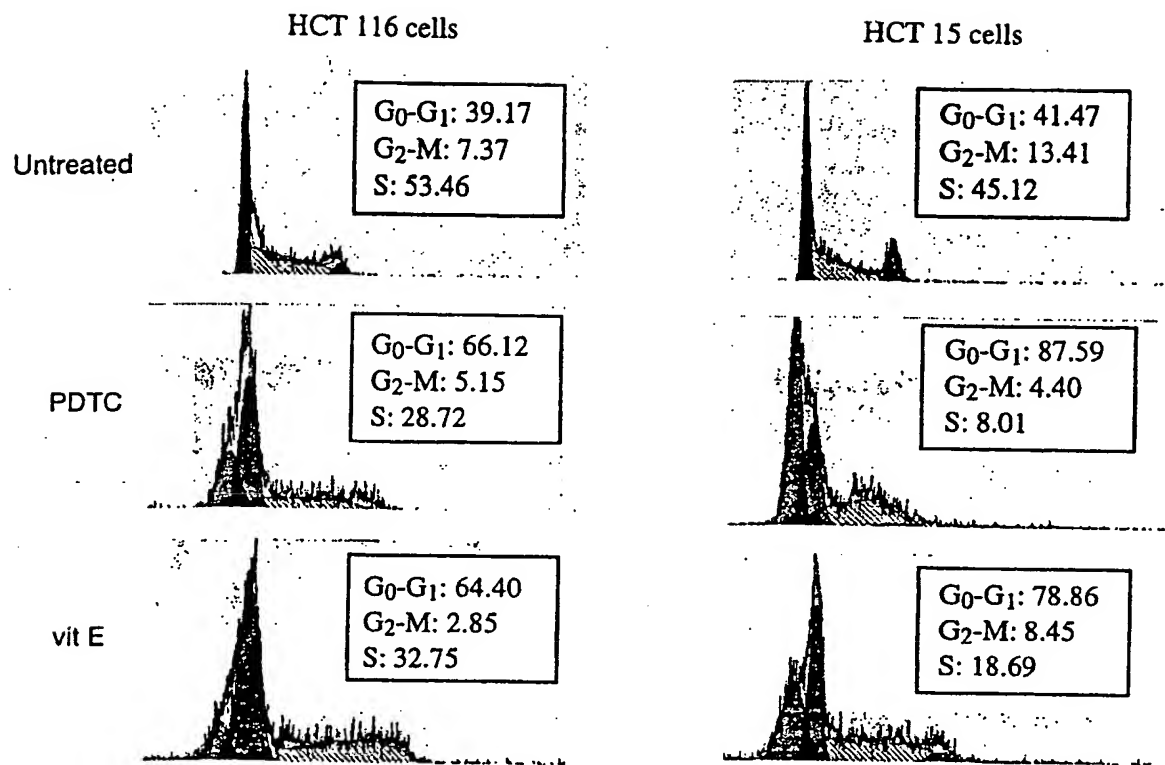 HCT 116 cells
HCT 15 cells
Untreated
G0-G1: 39.17
G2-M: 7.37
S: 53.46
G0-G1: 41.47
G2-M: 13.41
S: 45.12
PDTC
G0-G1: 66.12
G2-M: 5.15
S: 28.72
G0-G1: 87.59
G2-M: 4.40
S: 8.01
vit E
G0-G1: 64.40
G2-M: 2.85
S: 32.75
G0-G1: 78.86
G2-M: 8.45
S: 18.69